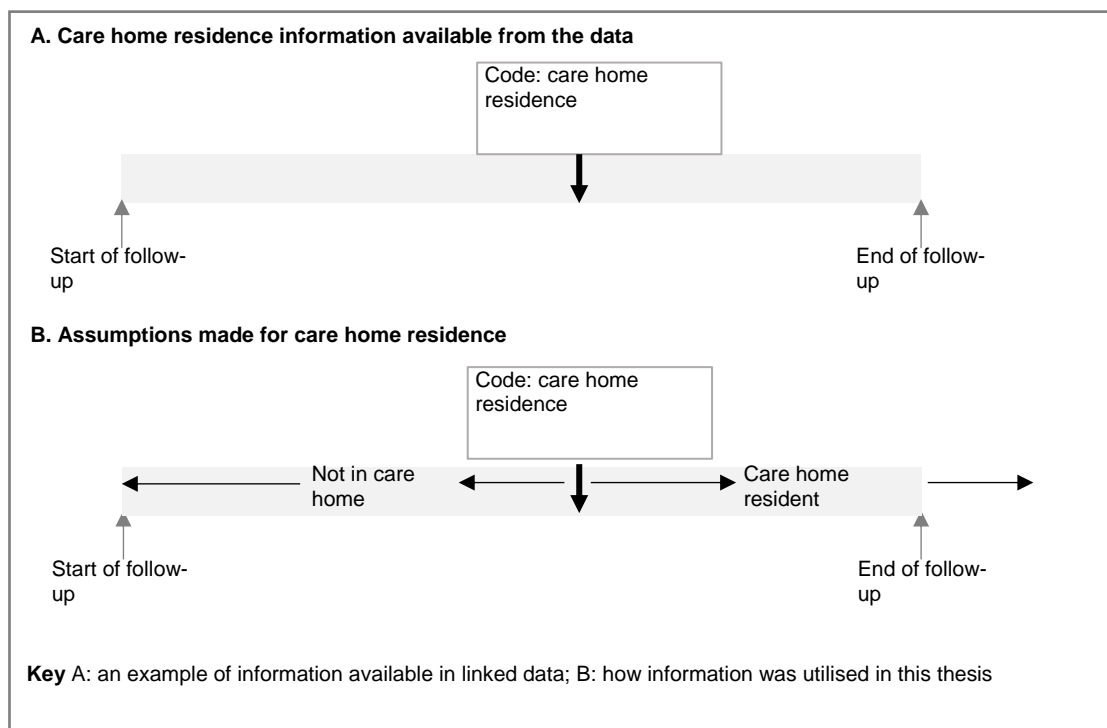 A. Care home residence information available from the data
Code: care home
residence
Start of follow-
up
End of follow-
up
B. Assumptions made for care home residence
Code: care home
residence
Not in care
home
Care home
resident
Start of follow-
up
End of follow-
up
Key A: an example of information available in linked data; B: how information was utilised in this thesis